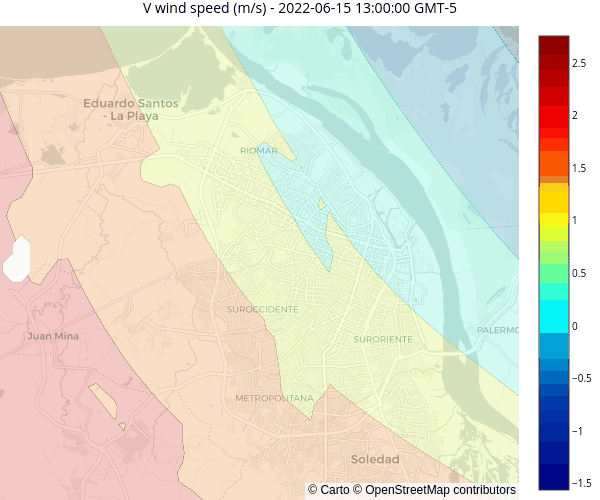 V wind speed (m/s) - 2022-06-15 13:00:00 GMT-5
Eduardo Santos
- La Playa
RIOMAR
SUROCCIDENTE
Juan Mina
SURORIENTE
PALERMO
METROPOLITANA
Soledad
© Carto © OpenStreetMap contributors
2.5
2
1.5
1
0.5
0
−0.5
−1
−1.5